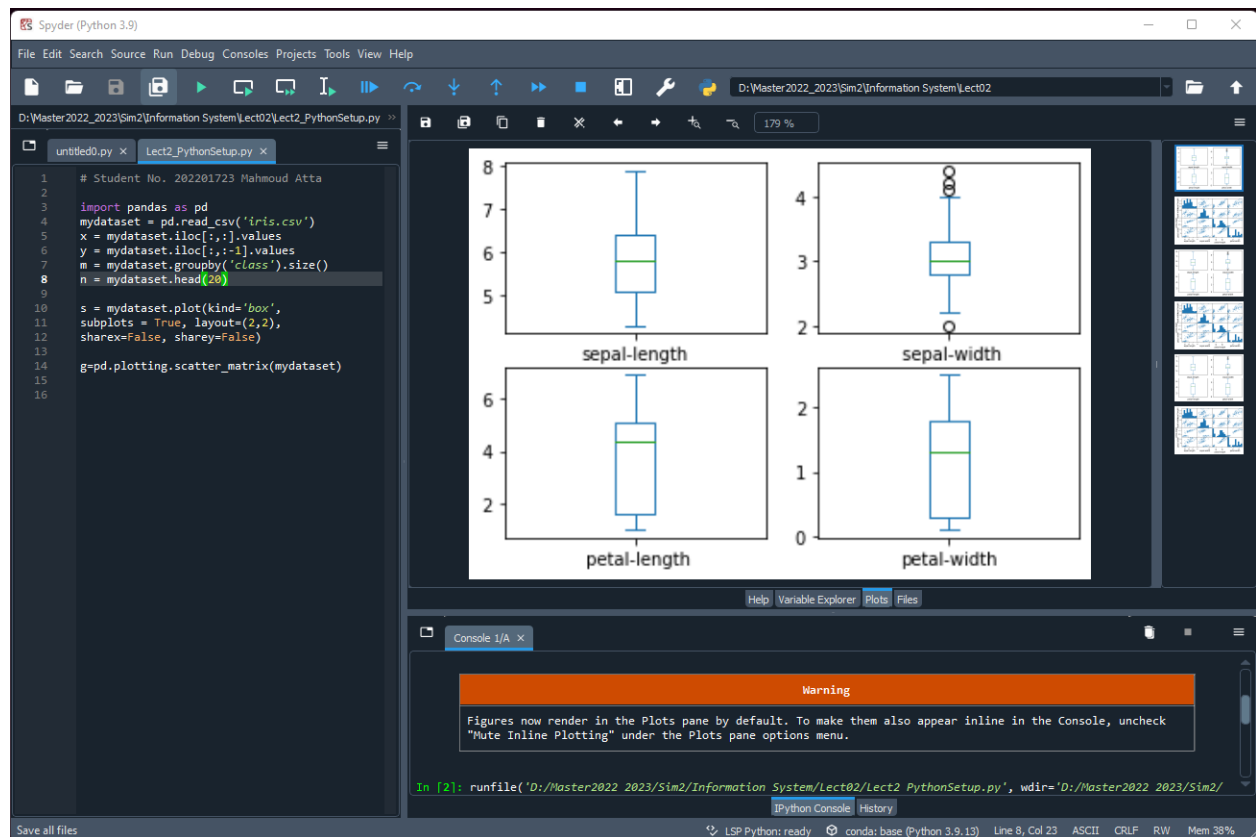 Spyder (Python 3.9)
File Edit Search Source Run Debug Consoles Projects Tools View Help
D:\Master2022_2023\Sim2\Information System\Lect02
D:\Master2022_2023\Sim2\Information System\Lect02\Lect2_PythonSetup.py
untitled0.py
Lect2_PythonSetup.py
1 # Student No. 202201723 Mahmoud Atta
2
3 import pandas as pd
4 mydataset = pd.read_csv('iris.csv')
5 x = mydataset.iloc[:,:].values
6 y = mydataset.iloc[:,:-1].values
7 m = mydataset.groupby('class').size()
8 n = mydataset.head(20)
9
10 s = mydataset.plot(kind='box',
11 subplots = True, layout=(2,2),
12 sharex=False, sharey=False)
13
14 g=pd.plotting.scatter_matrix(mydataset)
15
16
179 %
8
7
6
5
sepal-length
4
3
2
sepal-width
6
4
2
petal-length
2
1
0
petal-width
Help Variable Explorer Plots Files
Console 1/A
Warning
Figures now render in the Plots pane by default. To make them also appear inline in the Console, uncheck
"Mute Inline Plotting" under the Plots pane options menu.
In [2]: runfile('D:/Master2022 2023/Sim2/Information System/Lect02/Lect2 PythonSetup.py', wdir='D:/Master2022 2023/Sim2/
IPython Console History
Save all files
LSP Python: ready conda: base (Python 3.9.13) Line 8, Col 23 ASCII CRLF RW Mem 38%